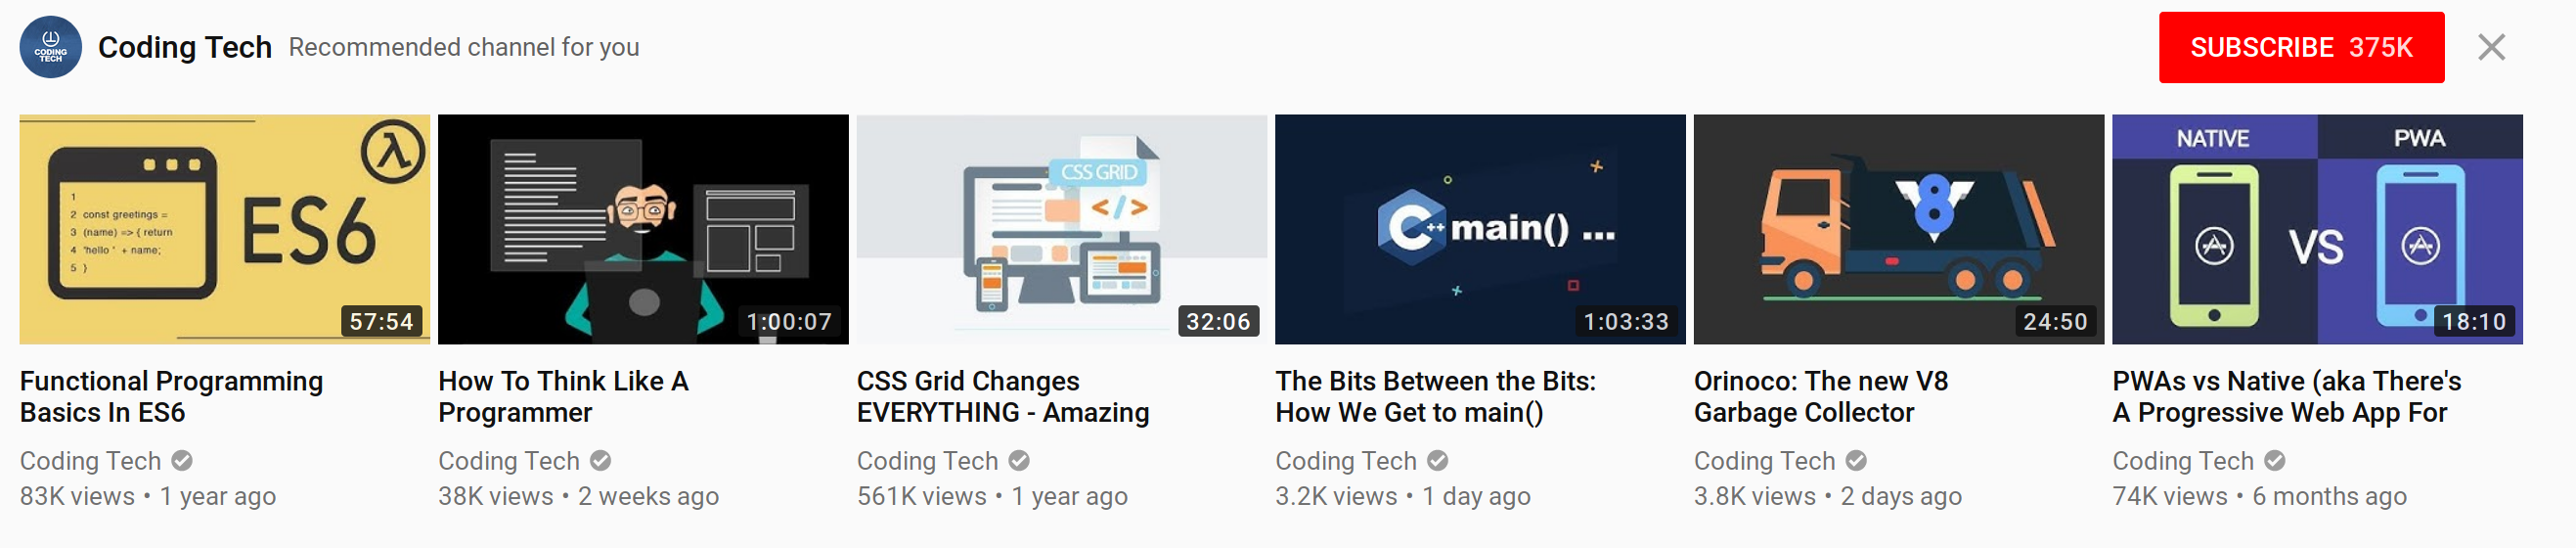 CODING
TECH
Coding Tech Recommended channel for you
SUBSCRIBE 375K
1
2 const greetings =
3 (name) => { return
4 'hello " + name;
5 }
λ
ES6
57:54
1:00:07
CSS GRID
</>
32:06
C++ main() ...
1:03:33
V8
24:50
NATIVE PWA
VS
18:10
Functional Programming
Basics In ES6
Coding Tech
83K views • 1 year ago
How To Think Like A
Programmer
Coding Tech
38K views • 2 weeks ago
CSS Grid Changes
EVERYTHING - Amazing
Coding Tech
561K views • 1 year ago
The Bits Between the Bits:
How We Get to main()
Coding Tech
3.2K views • 1 day ago
Orinoco: The new V8
Garbage Collector
Coding Tech
3.8K views • 2 days ago
PWAs vs Native (aka There's
A Progressive Web App For
Coding Tech
74K views • 6 months ago